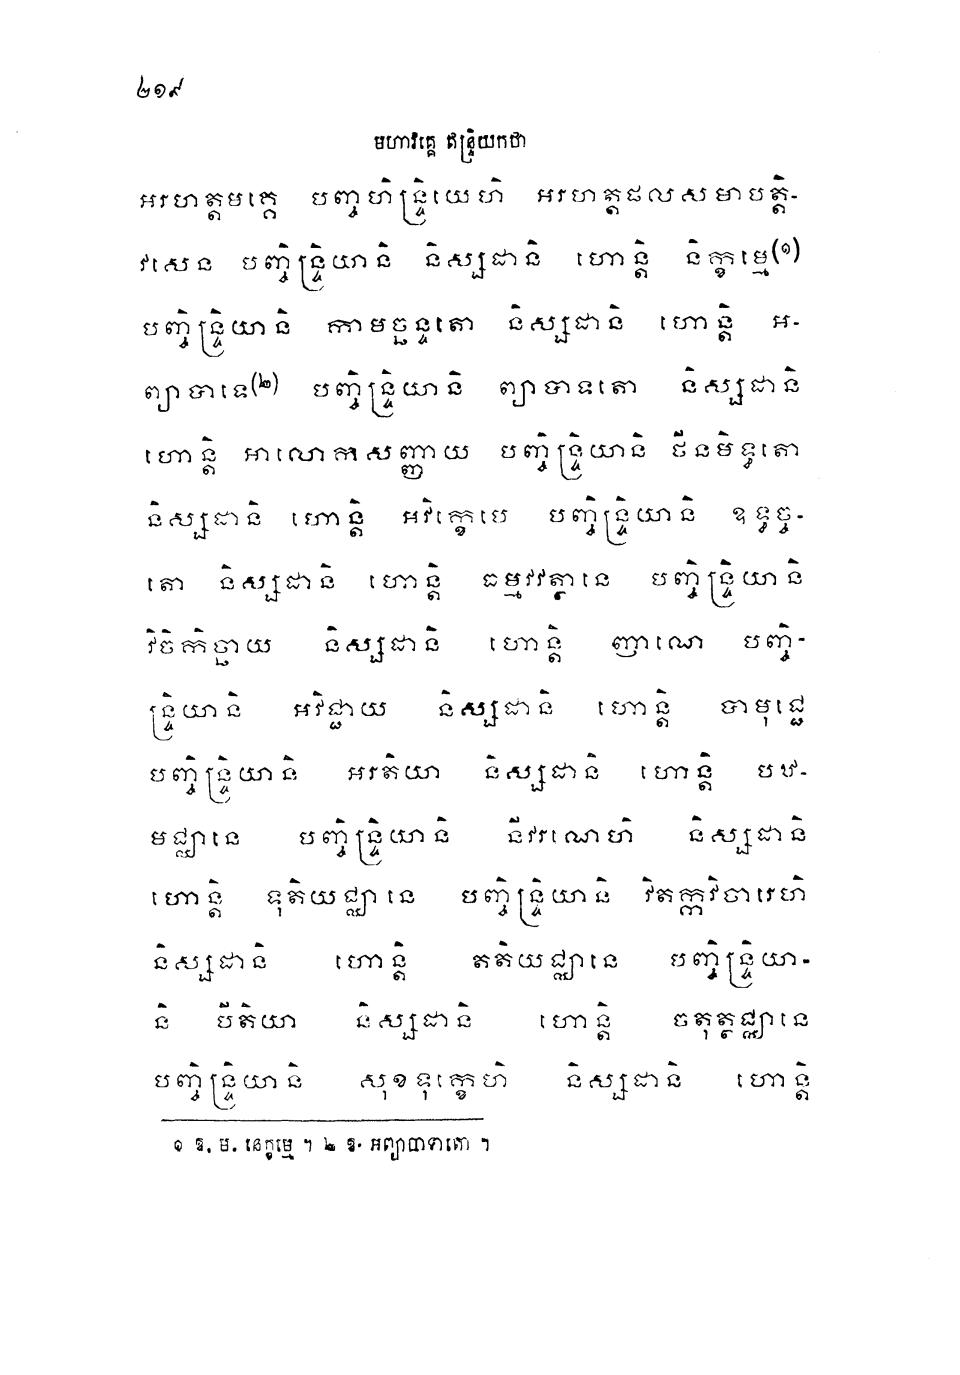 ២១៩
មហាវគ្គេ ឥន្ទ្រិយកថា
អរហត្តមគ្គេ បញ្ចហិន្ទ្រិយេហិ អរហត្តផលសមាបត្តិ-
វសេន បញ្ចិន្ទ្រិយានិ និស្សដានិ ហោន្តិ និក្ខម្មេ(១)
បញ្ចិន្ទ្រិយានិ កាមច្ឆន្ទតោ និស្សដានិ ហោន្តិ អ-
ព្យាបាទេ(២) បញ្ចិន្ទ្រិយានិ ព្យាបាទតោ និស្សដានិ
ហោន្តិ អាលោកសញ្ញាយ បញ្ចិន្ទ្រិយានិ ថីនមិទ្ធតោ
និស្សដានិ ហោន្តិ អវិក្ខេបេ បញ្ចិន្ទ្រិយានិ ឧទ្ធច្ច-
តោ និស្សដានិ ហោន្តិ ធម្មវវត្ថានេ បញ្ចិន្ទ្រិយានិ
វិចិកិច្ឆាយ និស្សដានិ ហោន្តិ ញាណេ បញ្ចិ-
ន្ទ្រិយានិ អវិជ្ជាយ និស្សដានិ ហោន្តិ បាមុជ្ជេ
បញ្ចិន្ទ្រិយានិ អរតិយា និស្សដានិ ហោន្តិ បឋ-
មជ្ឈានេ បញ្ចិន្ទ្រិយានិ នីវរណេហិ និស្សដានិ
ហោន្តិ ទុតិយជ្ឈានេ បញ្ចិន្ទ្រិយានិ វិតក្កវិចារេហិ
និស្សដានិ ហោន្តិ តតិយជ្ឈានេ បញ្ចិន្ទ្រិយា-
និ បីតិយា និស្សដានិ ហោន្តិ ចតុត្ថជ្ឈានេ
បញ្ចិន្ទ្រិយានិ សុខទុក្ខេហិ និស្សដានិ ហោន្តិ
១ ឱ. ម. នេក្ខម្មេ ។ ២ ឱ. អព្យាបាទតោ ។